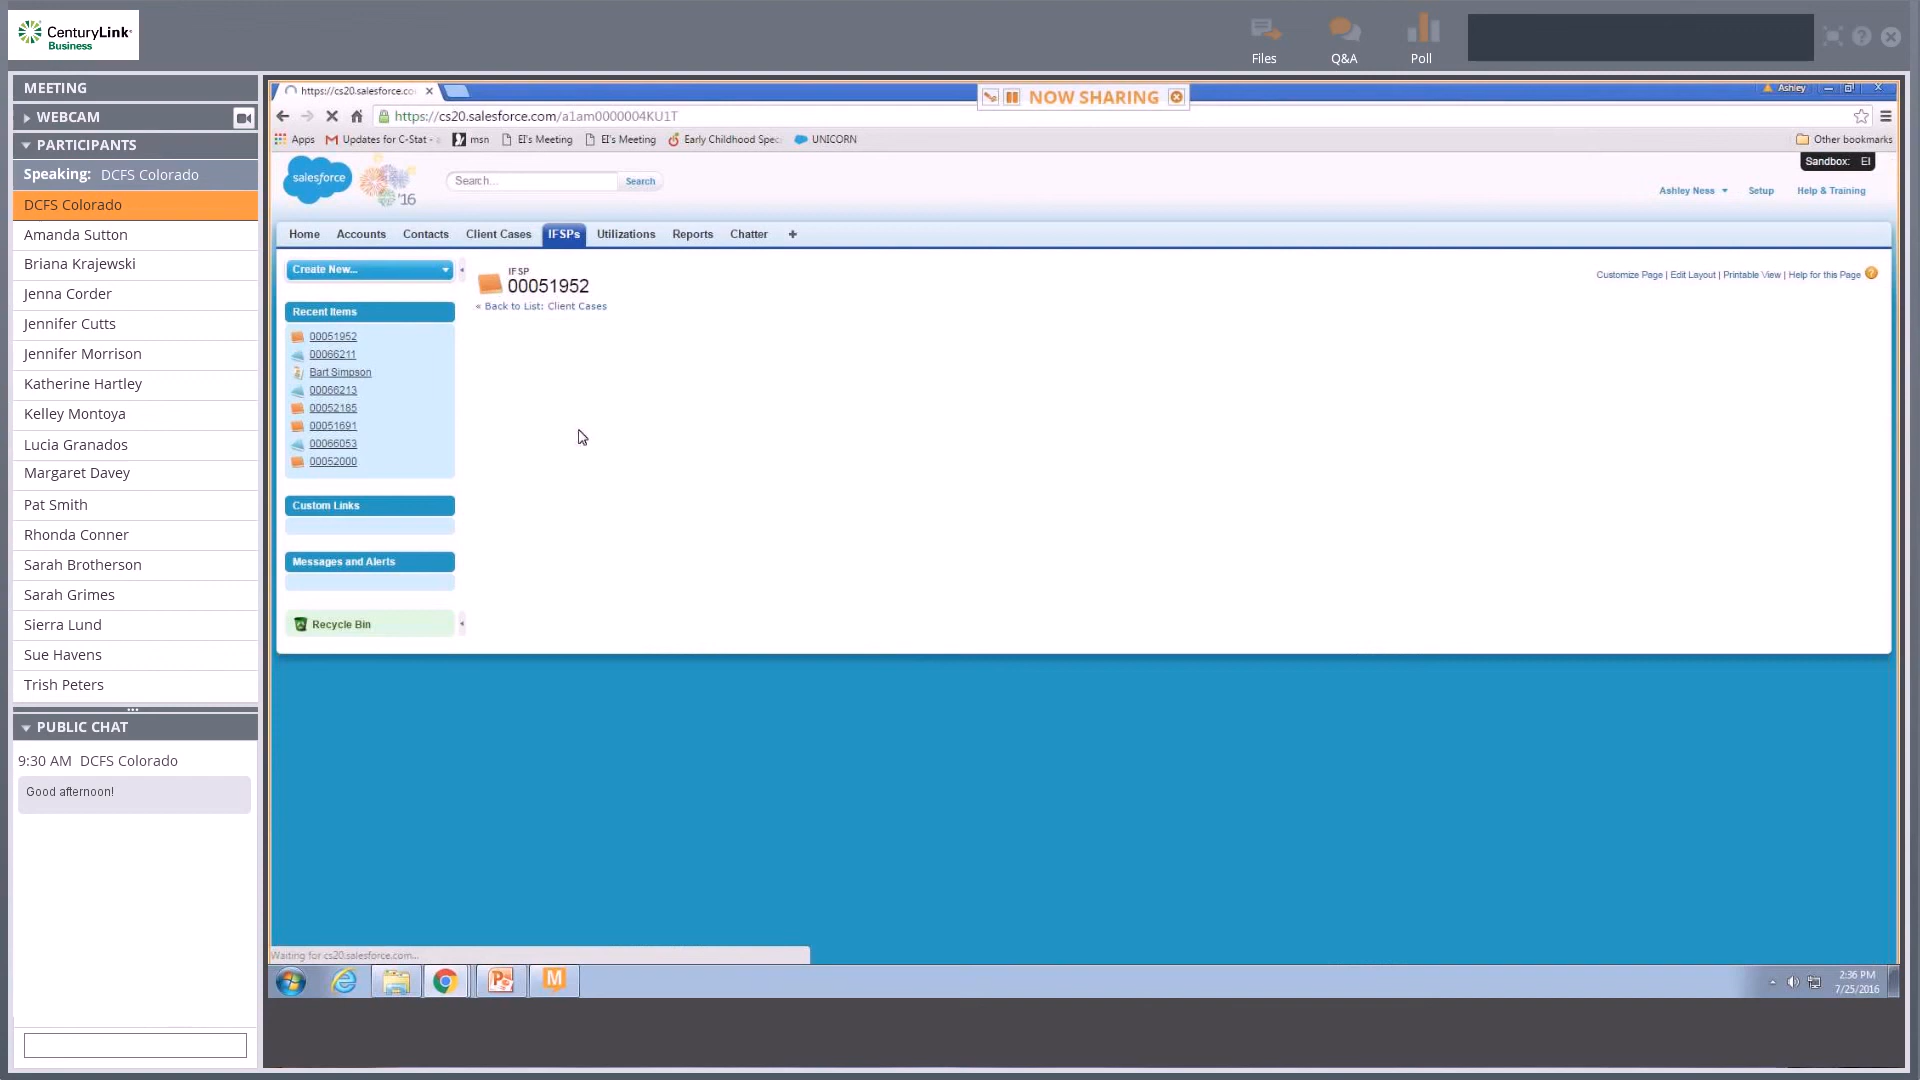 CenturyLink
Business
Files
Q&A
Poll
MEETING
WEBCAM
PARTICIPANTS
Speaking: DCFS Colorado
DCFS Colorado
Amanda Sutton
Briana Krajewski
Jenna Corder
Jennifer Cutts
Jennifer Morrison
Katherine Hartley
Kelley Montoya
Lucia Granados
Margaret Davey
Pat Smith
Rhonda Conner
Sarah Brotherson
Sarah Grimes
Sierra Lund
Sue Havens
Trish Peters
PUBLIC CHAT
9:30 AM DCFS Colorado
Good afternoon!
https://cs20.salesforce.co
NOW SHARING
Ashley
https://cs20.salesforce.com/a1am0000004KU1T
Apps
Updates for C-Stat -
msn
EI's Meeting
EI's Meeting
Early Childhood Spec
UNICORN
Other bookmarks
salesforce
'16
Search...
Search
Sandbox: EI
Ashley Ness
Setup
Help & Training
Home
Accounts
Contacts
Client Cases
IFSPs
Utilizations
Reports
Chatter
+
Create New...
IFSP
00051952
« Back to List: Client Cases
Customize Page | Edit Layout | Printable View | Help for this Page
Recent Items
00051952
00066211
Bart Simpson
00066213
00052185
00051691
00066053
00052000
Custom Links
Messages and Alerts
Recycle Bin
Waiting for cs20.salesforce.com...
2:36 PM
7/25/2016